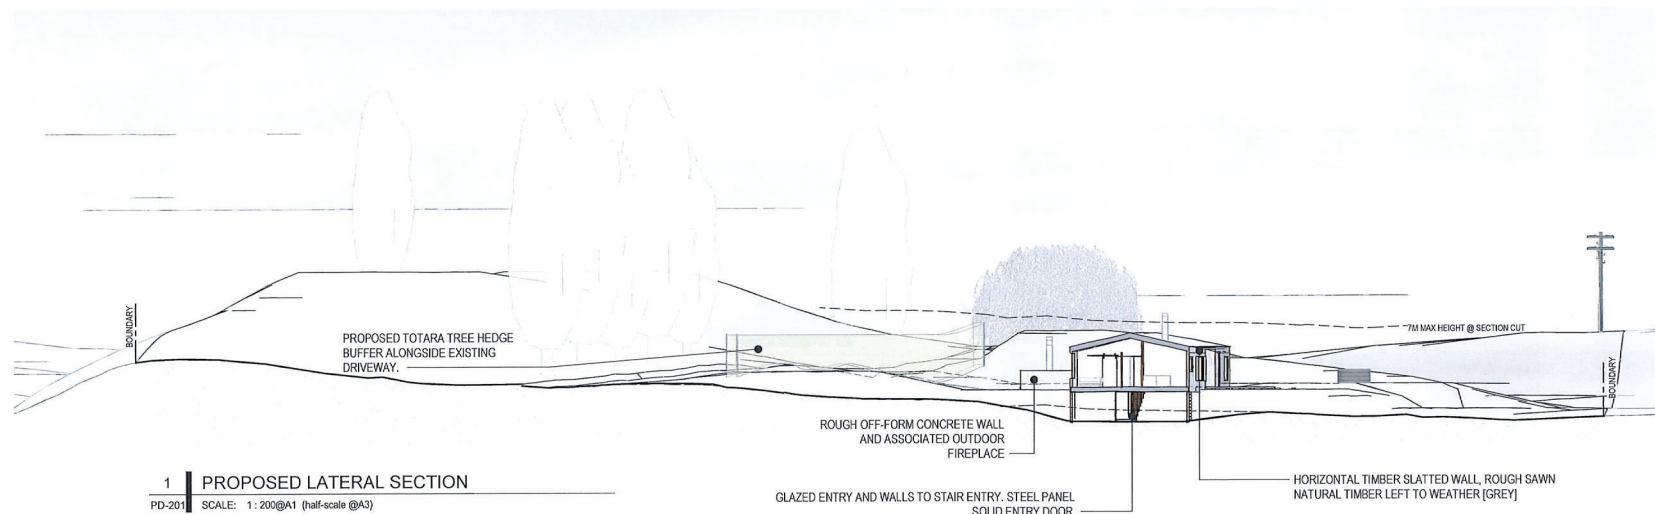 7M MAX HEIGHT @ SECTION CUT
BOUNDARY
PROPOSED TOTARA TREE HEDGE
BUFFER ALONGSIDE EXISTING
DRIVEWAY.
BOUNDARY
ROUGH OFF-FORM CONCRETE WALL
AND ASSOCIATED OUTDOOR
FIREPLACE
HORIZONTAL TIMBER SLATTED WALL, ROUGH SAWN
NATURAL TIMBER LEFT TO WEATHER [GREY]
GLAZED ENTRY AND WALLS TO STAIR ENTRY. STEEL PANEL
SOLID ENTRY DOOR
1 PROPOSED LATERAL SECTION
PD-201 SCALE: 1 : 200@A1 (half-scale @A3)